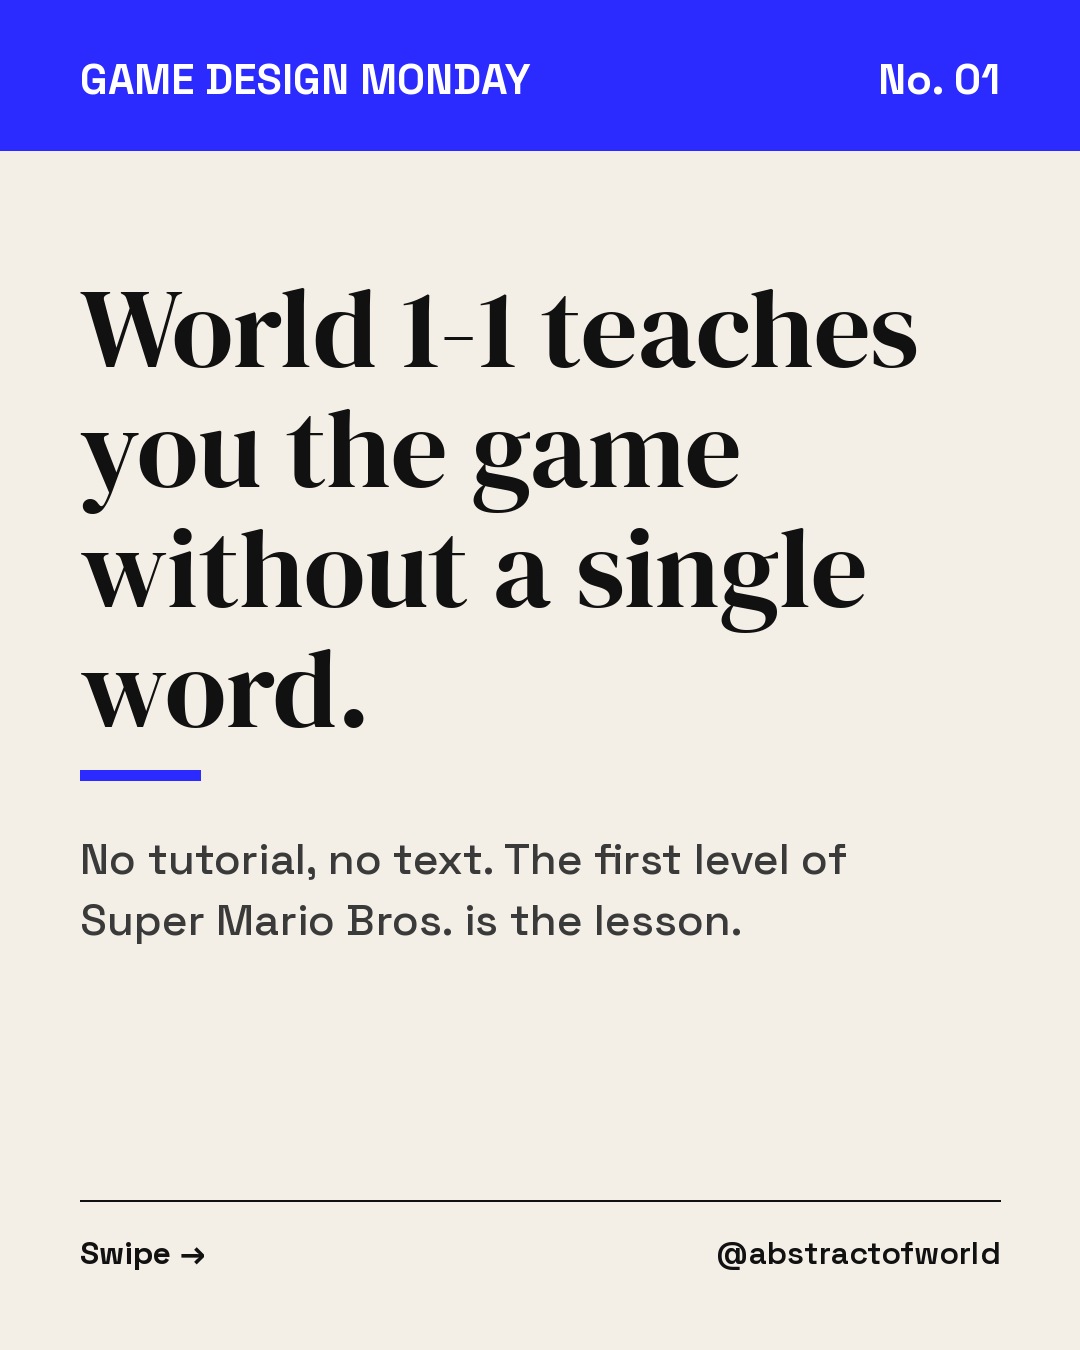 GAME DESIGN MONDAY
No. 01
World 1-1 teaches
you the game
without a single
word.
No tutorial, no text. The first level of
Super Mario Bros. is the lesson.
Swipe →
@abstractofworld